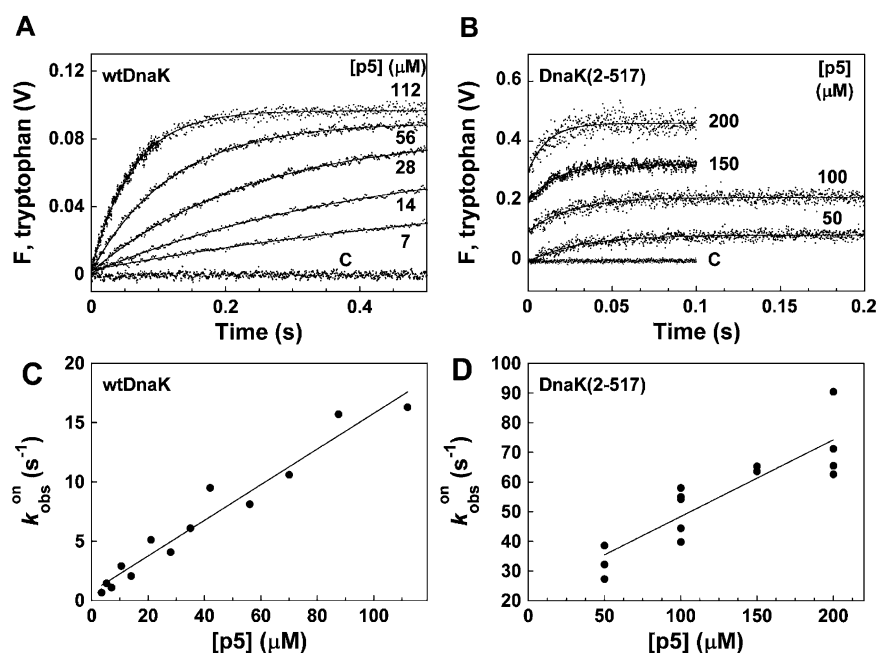 A
wtDnaK
[p5] (μM)
112
56
28
14
7
C
0.12
0.08
0.04
0
F, tryptophan (V)
0 0.2 0.4
Time (s)
B
DnaK(2-517)
[p5]
(μM)
200
150
100
50
C
0.6
0.4
0.2
0
F, tryptophan (V)
0 0.05 0.1 0.15 0.2
Time (s)
C
wtDnaK
20
15
10
5
0
k on obs (s-1)
0 20 40 60 80 100
[p5] (μM)
D
DnaK(2-517)
100
90
80
70
60
50
40
30
20
k on obs (s-1)
0 50 100 150 200
[p5] (μM)